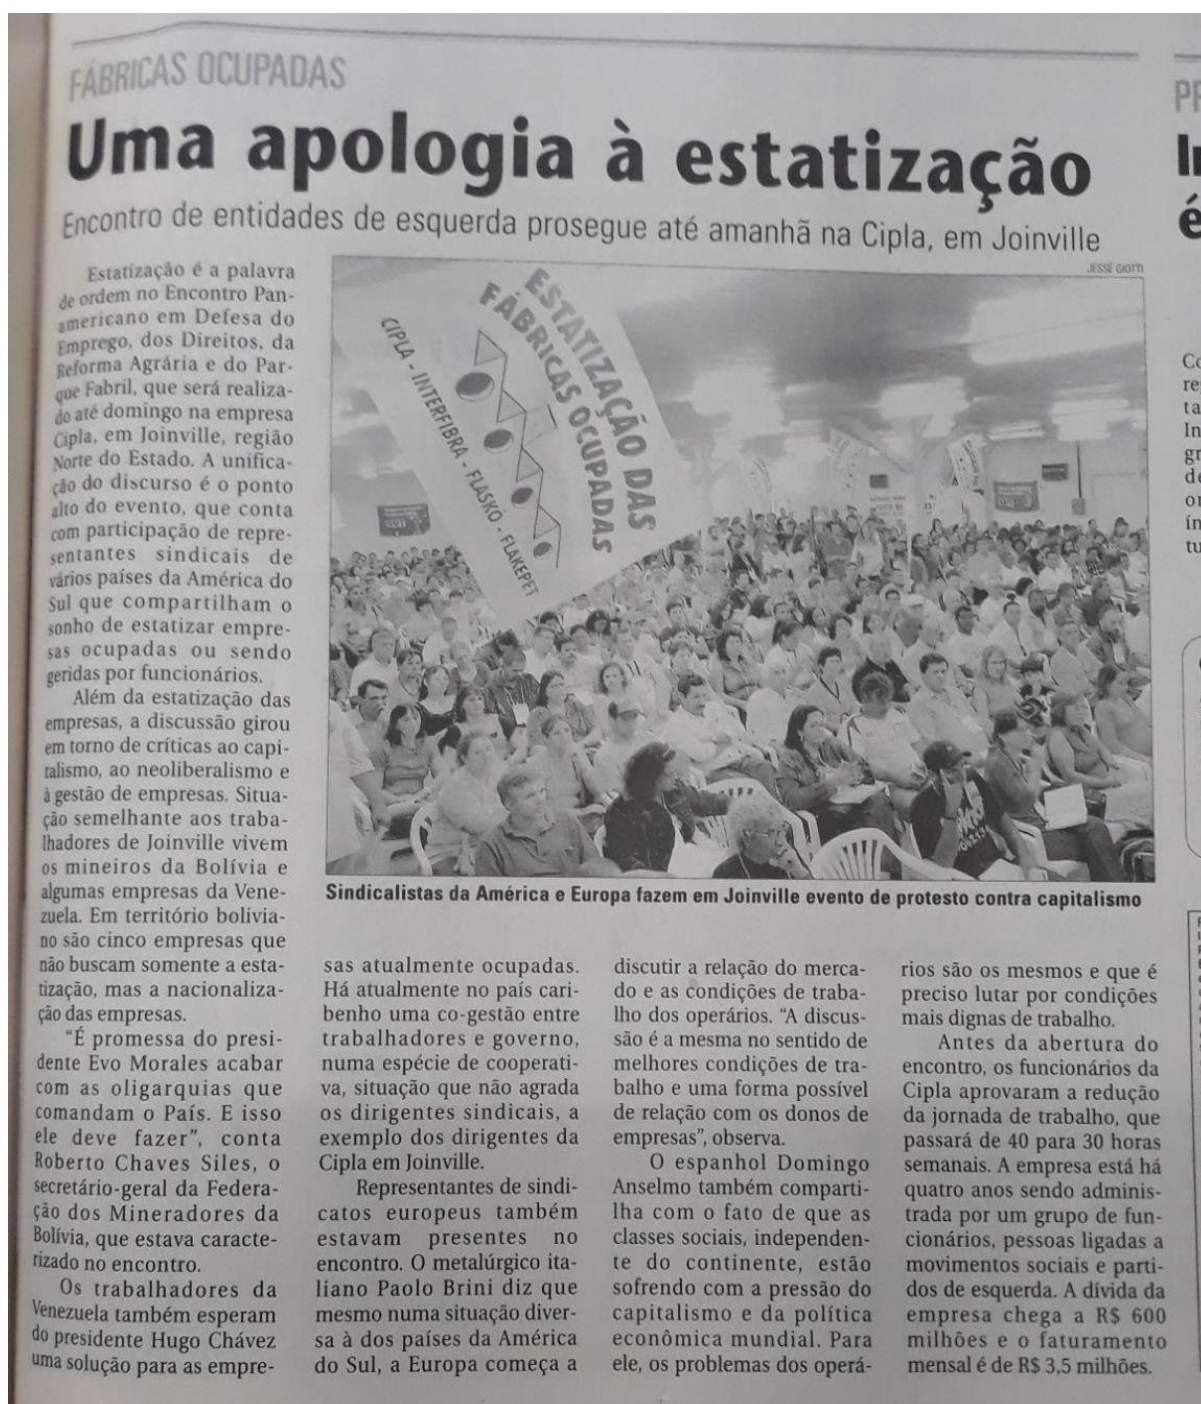 FÁBRICAS OCUPADAS
Uma apologia à estatização
Encontro de entidades de esquerda prosegue até amanhã na Cipla, em Joinville
Estatização é a palavra
de ordem no Encontro Pan-
americano em Defesa do
Emprego, dos Direitos, da
Reforma Agrária e do Par-
que Fabril, que será realiza-
do até domingo na empresa
Cipla, em Joinville, região
Norte do Estado. A unifica-
ção do discurso é o ponto
alto do evento, que conta
com participação de repre-
sentantes sindicais de
vários países da América do
Sul que compartilham o
sonho de estatizar empre-
sas ocupadas ou sendo
geridas por funcionários.
Além da estatização das
empresas, a discussão girou
em torno de críticas ao capi-
talismo, ao neoliberalismo e
à gestão de empresas. Situa-
ção semelhante aos traba-
lhadores de Joinville vivem
os mineiros da Bolívia e
algumas empresas da Vene-
zuela. Em território bolivia-
no são cinco empresas que
não buscam somente a esta-
tização, mas a nacionaliza-
ção das empresas.
"É promessa do presi-
dente Evo Morales acabar
com as oligarquias que
comandam o País. E isso
ele deve fazer", conta
Roberto Chaves Siles, o
secretário-geral da Federa-
ção dos Mineradores da
Bolívia, que estava caracte-
rizado no encontro.
Os trabalhadores da
Venezuela também esperam
do presidente Hugo Chávez
uma solução para as empre-
JESSÉ GIOTTI
ESTATIZAÇÃO DAS
FÁBRICAS OCUPADAS
CIPLA - INTERFIBRA - FLASKÔ - FLAKEPET
Sindicalistas da América e Europa fazem em Joinville evento de protesto contra capitalismo
sas atualmente ocupadas.
Há atualmente no país cari-
benho uma co-gestão entre
trabalhadores e governo,
numa espécie de cooperati-
va, situação que não agrada
os dirigentes sindicais, a
exemplo dos dirigentes da
Cipla em Joinville.
Representantes de sindi-
catos europeus também
estavam presentes no
encontro. O metalúrgico ita-
liano Paolo Brini diz que
mesmo numa situação diver-
sa à dos países da América
do Sul, a Europa começa a
discutir a relação do merca-
do e as condições de traba-
lho dos operários. "A discus-
são é a mesma no sentido de
melhores condições de tra-
balho e uma forma possível
de relação com os donos de
empresas", observa.
O espanhol Domingo
Anselmo também comparti-
lha com o fato de que as
classes sociais, independen-
te do continente, estão
sofrendo com a pressão do
capitalismo e da política
econômica mundial. Para
ele, os problemas dos operá-
rios são os mesmos e que é
preciso lutar por condições
mais dignas de trabalho.
Antes da abertura do
encontro, os funcionários da
Cipla aprovaram a redução
da jornada de trabalho, que
passará de 40 para 30 horas
semanais. A empresa está há
quatro anos sendo adminis-
trada por um grupo de fun-
cionários, pessoas ligadas a
movimentos sociais e parti-
dos de esquerda. A dívida da
empresa chega a R$ 600
milhões e o faturamento
mensal é de R$ 3,5 milhões.